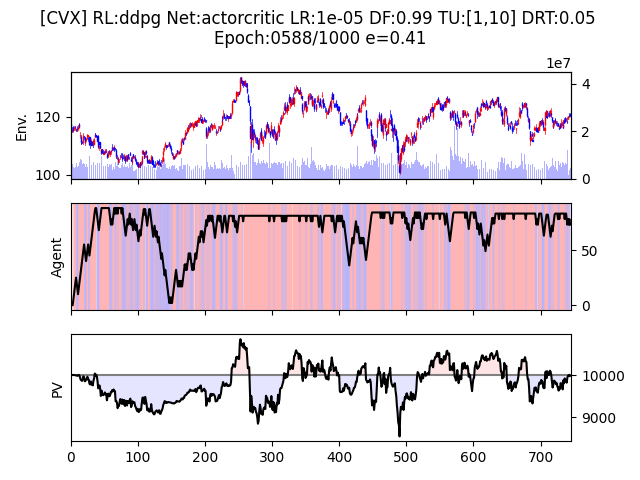 [CVX] RL:ddpg Net:actorcritic LR:1e-05 DF:0.99 TU:[1,10] DRT:0.05
Epoch:0588/1000 e=0.41
1e7
Env.
120
100
4
2
0
Agent
50
0
PV
10000
9000
0 100 200 300 400 500 600 700